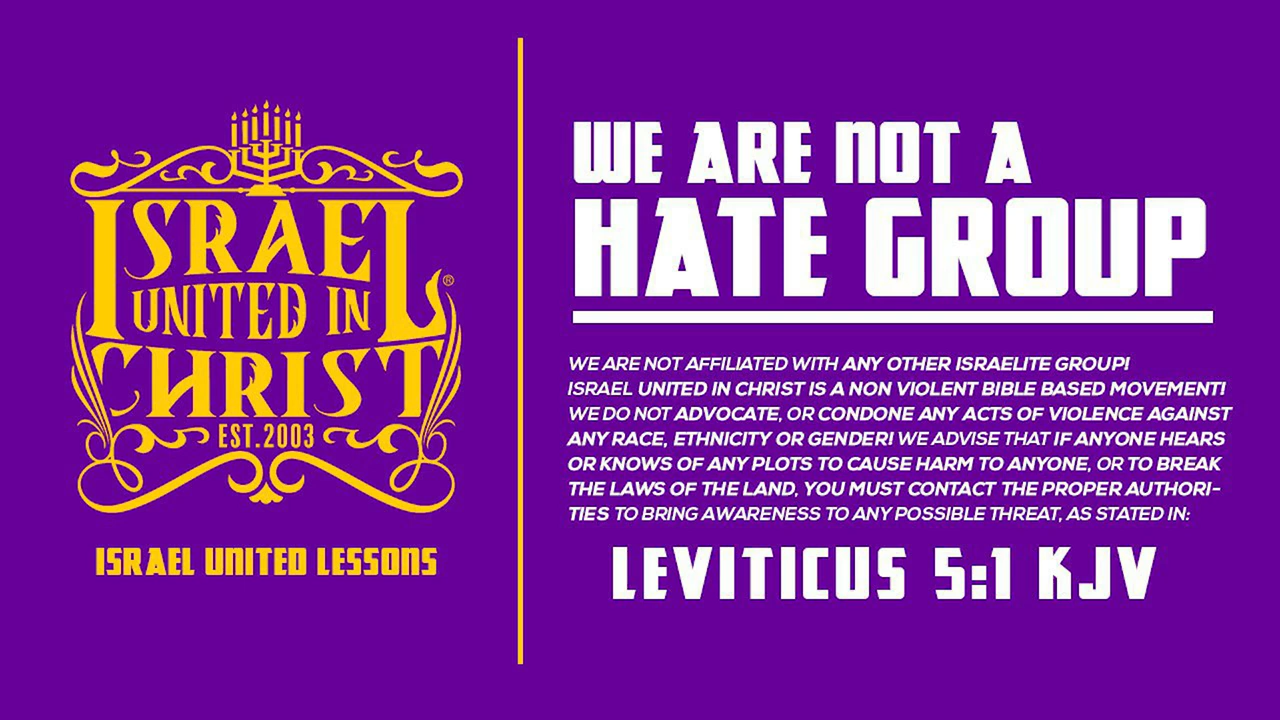 ISRAEL
UNITED IN
CHRIST
®
EST.2003
ISRAEL UNITED LESSONS
WE ARE NOT A
HATE GROUP
WE ARE NOT AFFILIATED WITH ANY OTHER ISRAELITE GROUP!
ISRAEL UNITED IN CHRIST IS A NON VIOLENT BIBLE BASED MOVEMENT!
WE DO NOT ADVOCATE, OR CONDONE ANY ACTS OF VIOLENCE AGAINST
ANY RACE, ETHNICITY OR GENDER! WE ADVISE THAT IF ANYONE HEARS
OR KNOWS OF ANY PLOTS TO CAUSE HARM TO ANYONE, OR TO BREAK
THE LAWS OF THE LAND, YOU MUST CONTACT THE PROPER AUTHORI-
TIES TO BRING AWARENESS TO ANY POSSIBLE THREAT, AS STATED IN:
LEVITICUS 5:1 KJV